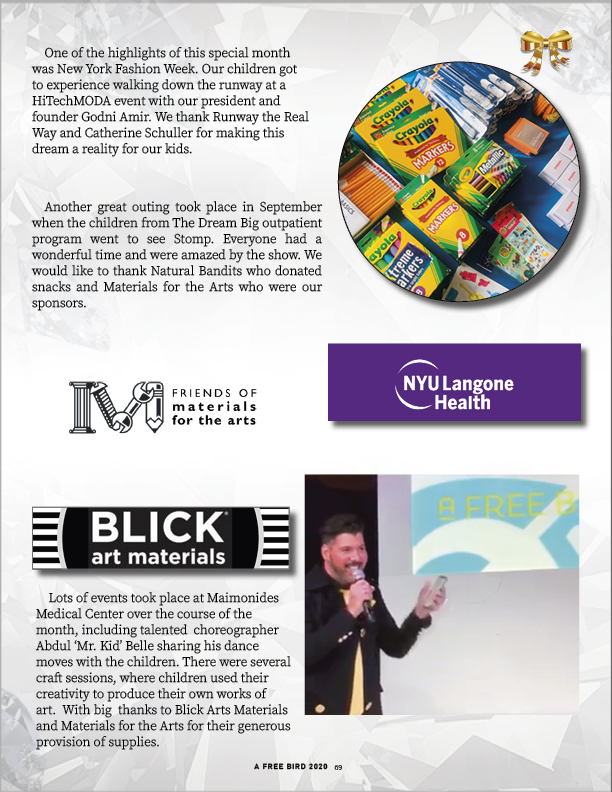 One of the highlights of this special month
was New York Fashion Week. Our children got
to experience walking down the runway at a
HiTechMODA event with our president and
founder Godni Amir. We thank Runway the Real
Way and Catherine Schuller for making this
dream a reality for our kids.
Another great outing took place in September
when the children from The Dream Big outpatient
program went to see Stomp. Everyone had a
wonderful time and were amazed by the show. We
would like to thank Natural Bandits who donated
snacks and Materials for the Arts who were our
sponsors.
Crayola
Crayola
MARKERS
12
Metallic
Crayola
MARKERS
8
Crayola
FRIENDS OF
materials
for the arts
NYU Langone
Health
BLICK®
art materials
A FREE B
Lots of events took place at Maimonides
Medical Center over the course of the
month, including talented choreographer
Abdul ‘Mr. Kid’ Belle sharing his dance
moves with the children. There were several
craft sessions, where children used their
creativity to produce their own works of
art. With big thanks to Blick Arts Materials
and Materials for the Arts for their generous
provision of supplies.
A FREE BIRD 2020 69